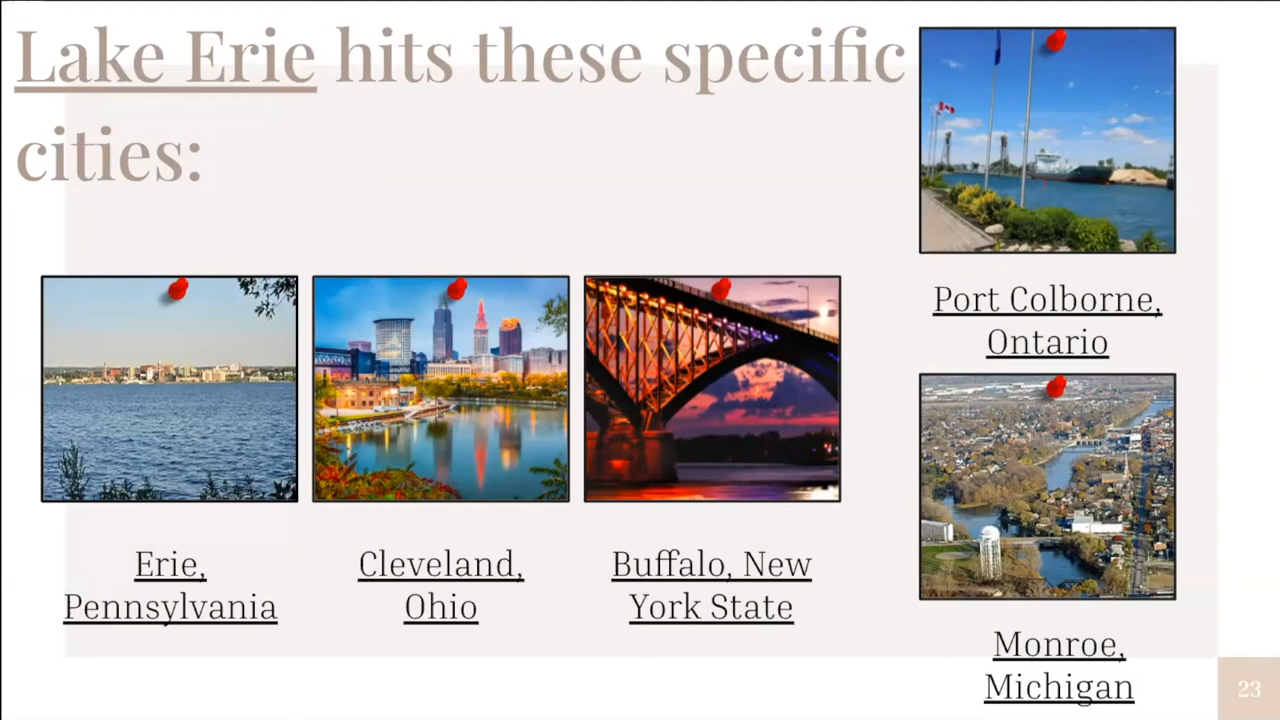 Lake Erie hits these specific
cities:
Port Colborne,
Ontario
Erie,
Pennsylvania
Cleveland,
Ohio
Buffalo, New
York State
Monroe,
Michigan
23